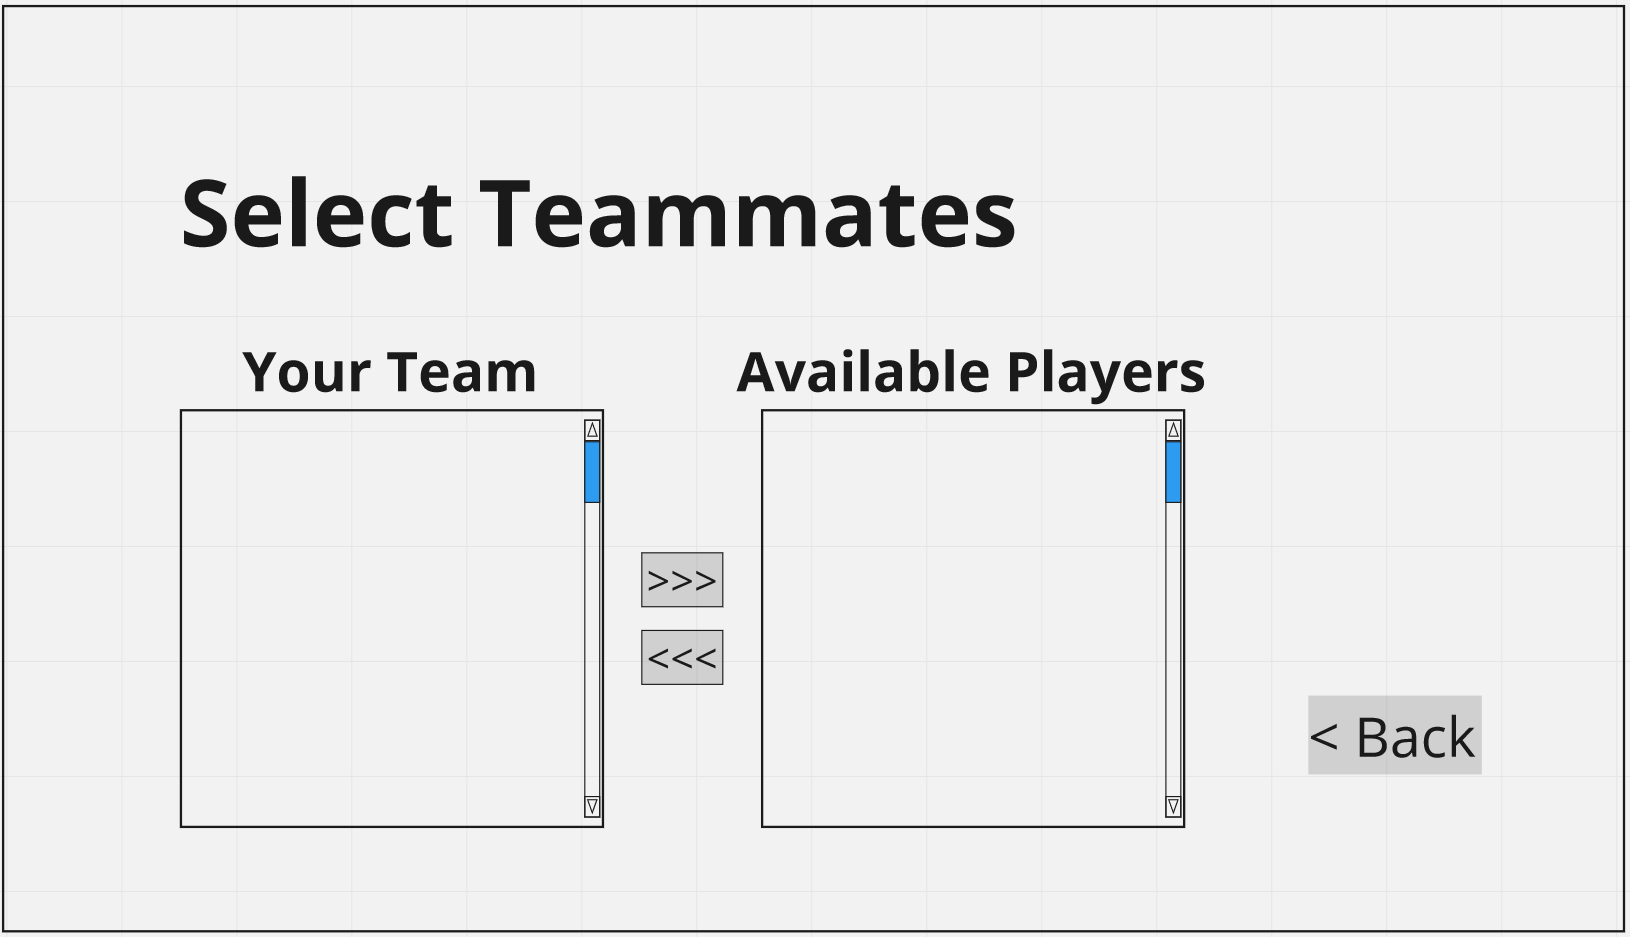 Select Teammates
Your Team
Available Players
>>>
<<<
< Back